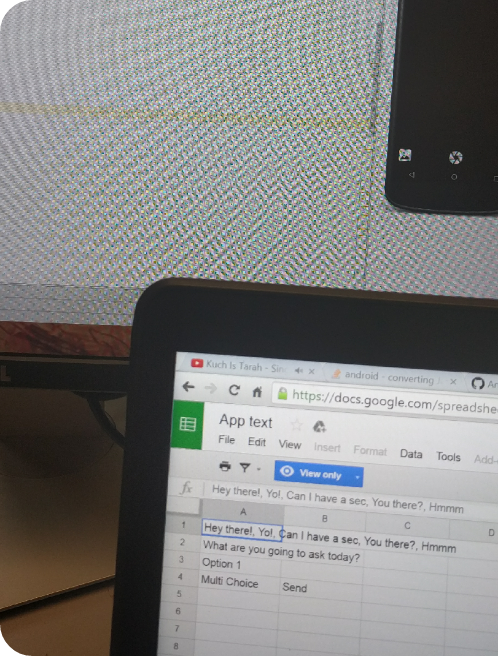 Kuch Is Tarah - Sin
android - converting
https://docs.google.com/spreadshe
App text
File Edit View Insert Format Data Tools Add-
View only
fx Hey there!, Yo!, Can I have a sec, You there?, Hmmm
A B C D
1 Hey there!, Yo!, Can I have a sec, You there?, Hmmm
2 What are you going to ask today?
3 Option 1
4 Multi Choice Send
5
6
7
8